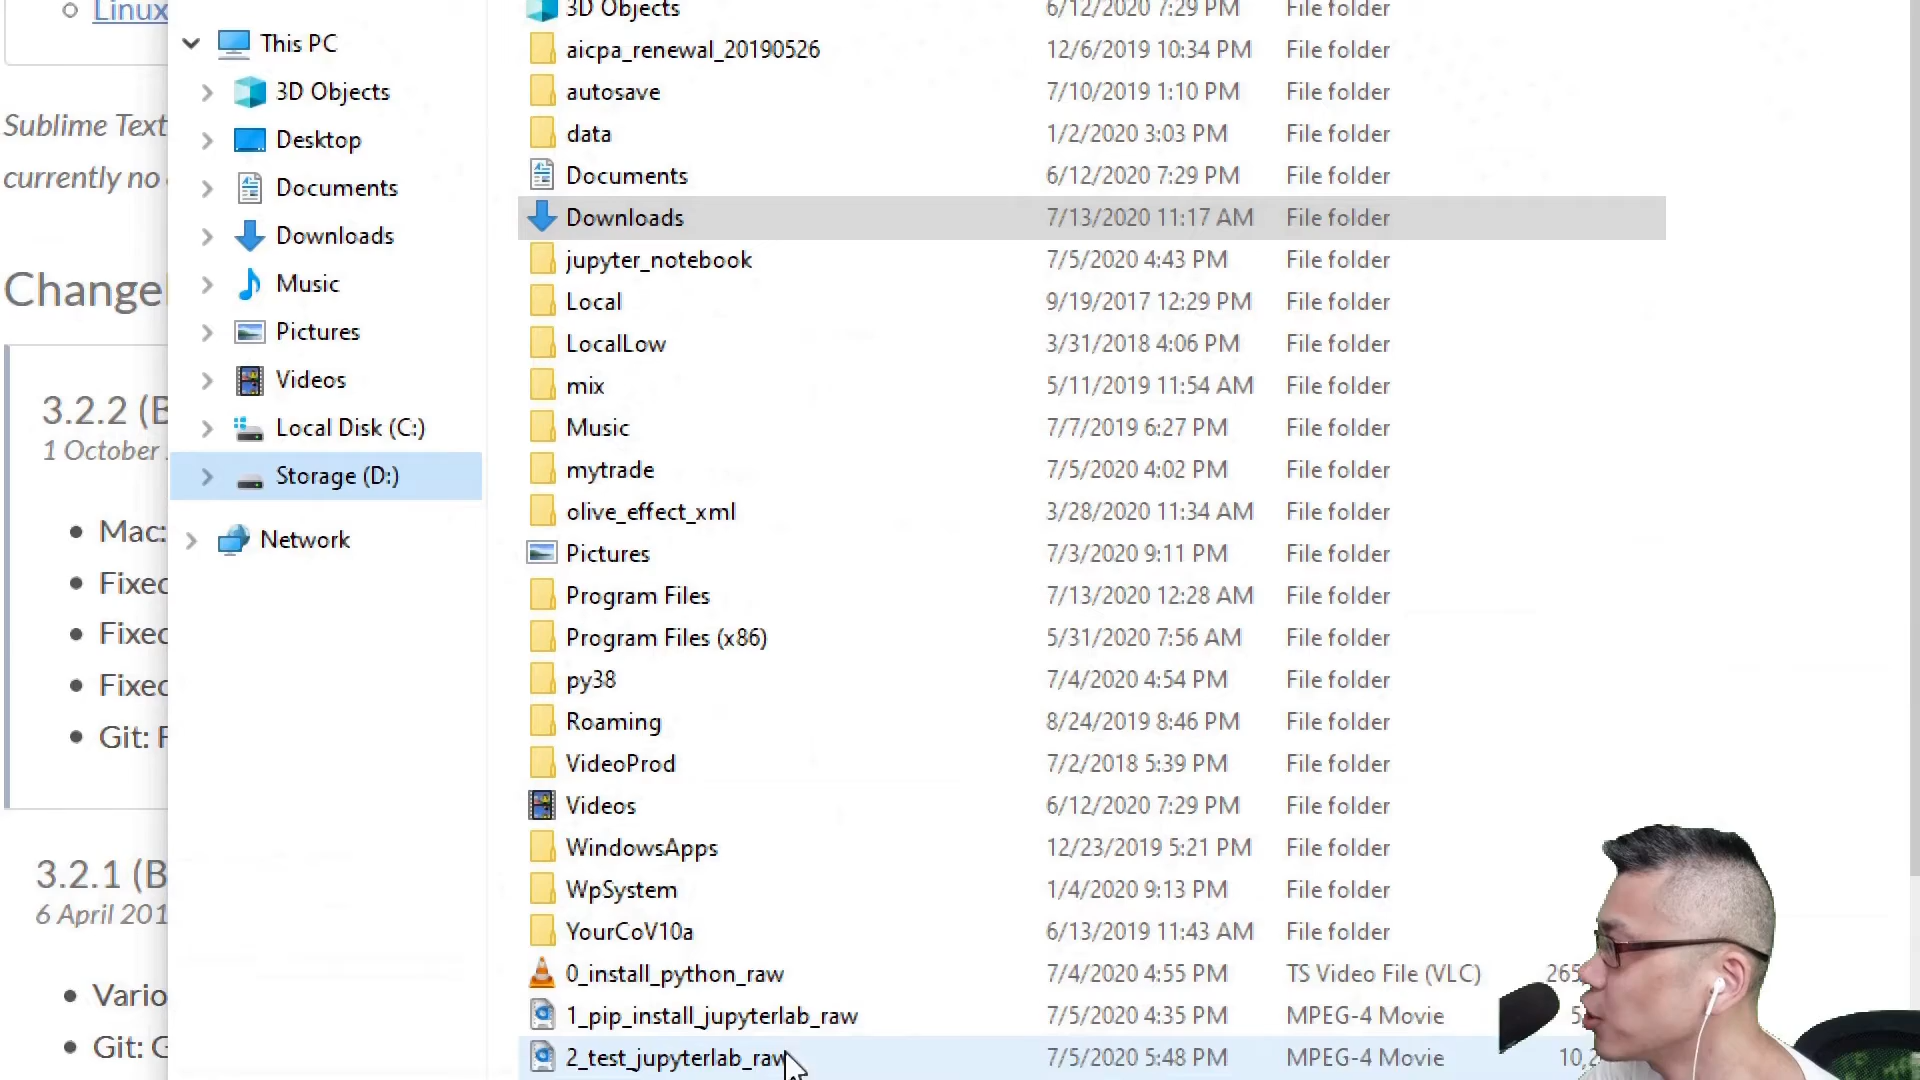 Linux
Sublime Text
currently no
3.2.2 (B
1 October
Mac:
Fixed
Fixed
Fixed
Git:
3.2.1 (B
6 April 201
Git:
This PC
3D Objects
Desktop
Documents
Downloads
Music
Pictures
Videos
Local Disk (C:)
Storage (D:)
Network
3D Objects 6/12/2020 7:29 PM File folder
aicpa_renewal_20190526 12/6/2019 10:34 PM File folder
autosave 7/10/2019 1:10 PM File folder
data 1/2/2020 3:03 PM File folder
Documents 6/12/2020 7:29 PM File folder
Downloads 7/13/2020 11:17 AM File folder
jupyter_notebook 7/5/2020 4:43 PM File folder
Local 9/19/2017 12:29 PM File folder
LocalLow 3/31/2018 4:06 PM File folder
mix 5/11/2019 11:54 AM File folder
Music 7/7/2019 6:27 PM File folder
mytrade 7/5/2020 4:02 PM File folder
olive_effect_xml 3/28/2020 11:34 AM File folder
Pictures 7/3/2020 9:11 PM File folder
Program Files 7/13/2020 12:28 AM File folder
Program Files (x86) 5/31/2020 7:56 AM File folder
py38 7/4/2020 4:54 PM File folder
Roaming 8/24/2019 8:46 PM File folder
VideoProd 7/2/2018 5:39 PM File folder
Videos 6/12/2020 7:29 PM File folder
WindowsApps 12/23/2019 5:21 PM File folder
WpSystem 1/4/2020 9:13 PM File folder
YourCoV10a 6/13/2019 11:43 AM File folder
0_install_python_raw 7/4/2020 4:55 PM TS Video File (VLC) 265
1_pip_install_jupyterlab_raw 7/5/2020 4:35 PM MPEG-4 Movie 5
2_test_jupyterlab_raw 7/5/2020 5:48 PM MPEG-4 Movie 10,2